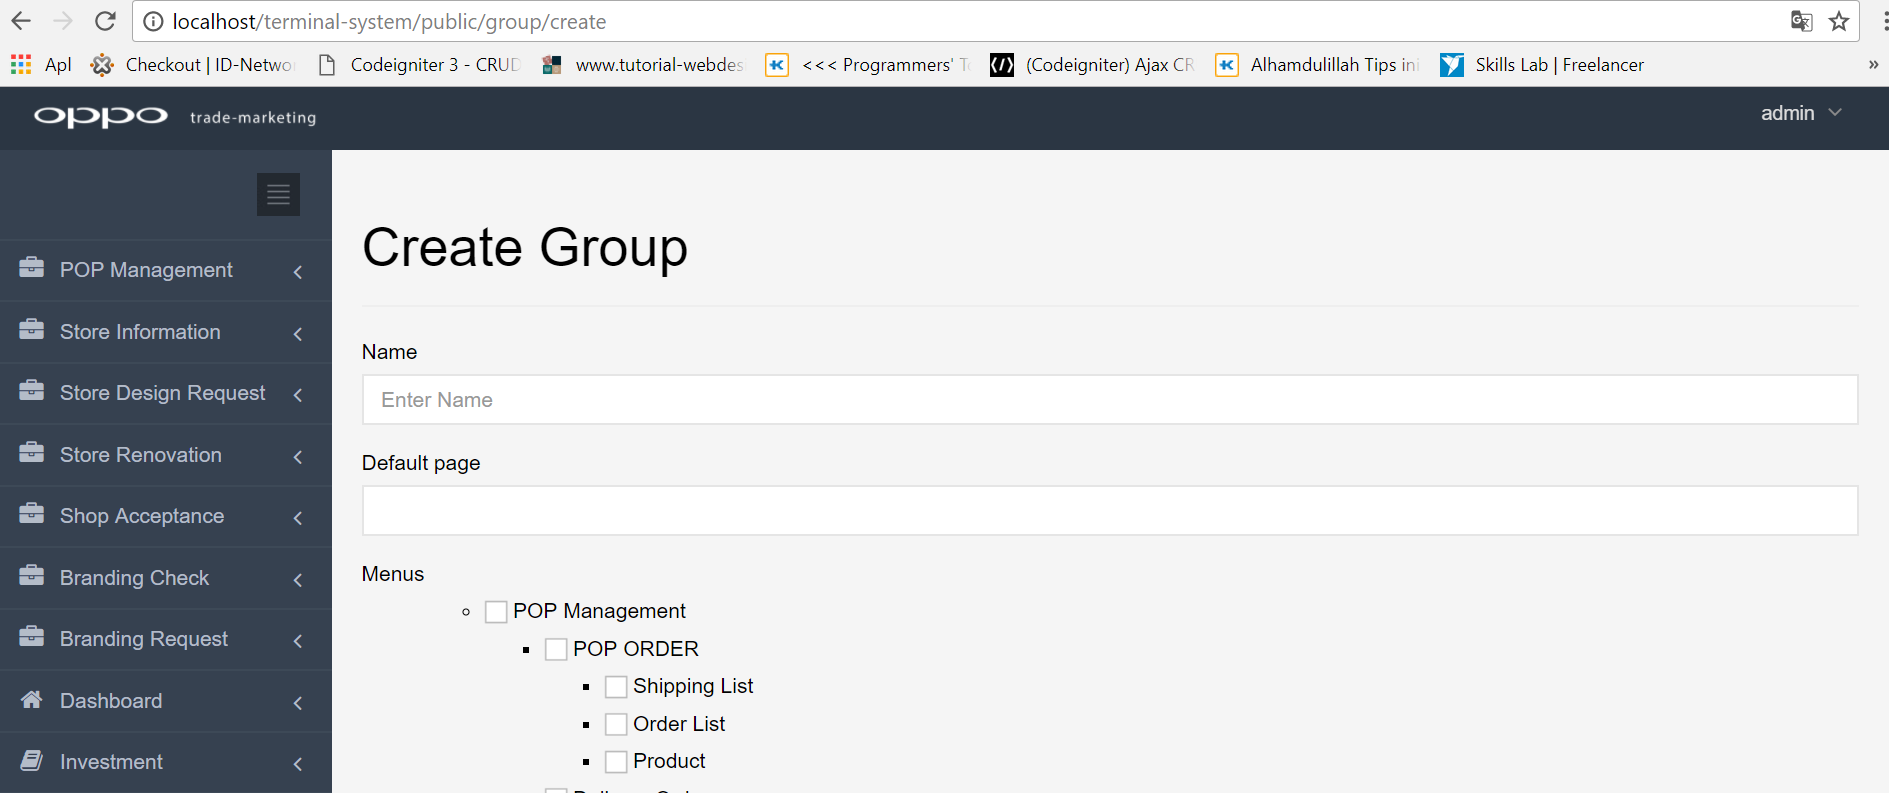 localhost/terminal-system/public/group/create
Apl
Checkout | ID-Netwo
Codeigniter 3 - CRUD
www.tutorial-webdes
<<< Programmers' T
(Codeigniter) Ajax CR
Alhamdulillah Tips ini
Skills Lab | Freelancer
»
oppo trade-marketing
admin
POP Management
Store Information
Store Design Request
Store Renovation
Shop Acceptance
Branding Check
Branding Request
Dashboard
Investment
Create Group
Name
Enter Name
Default page
Menus
POP Management
POP ORDER
Shipping List
Order List
Product